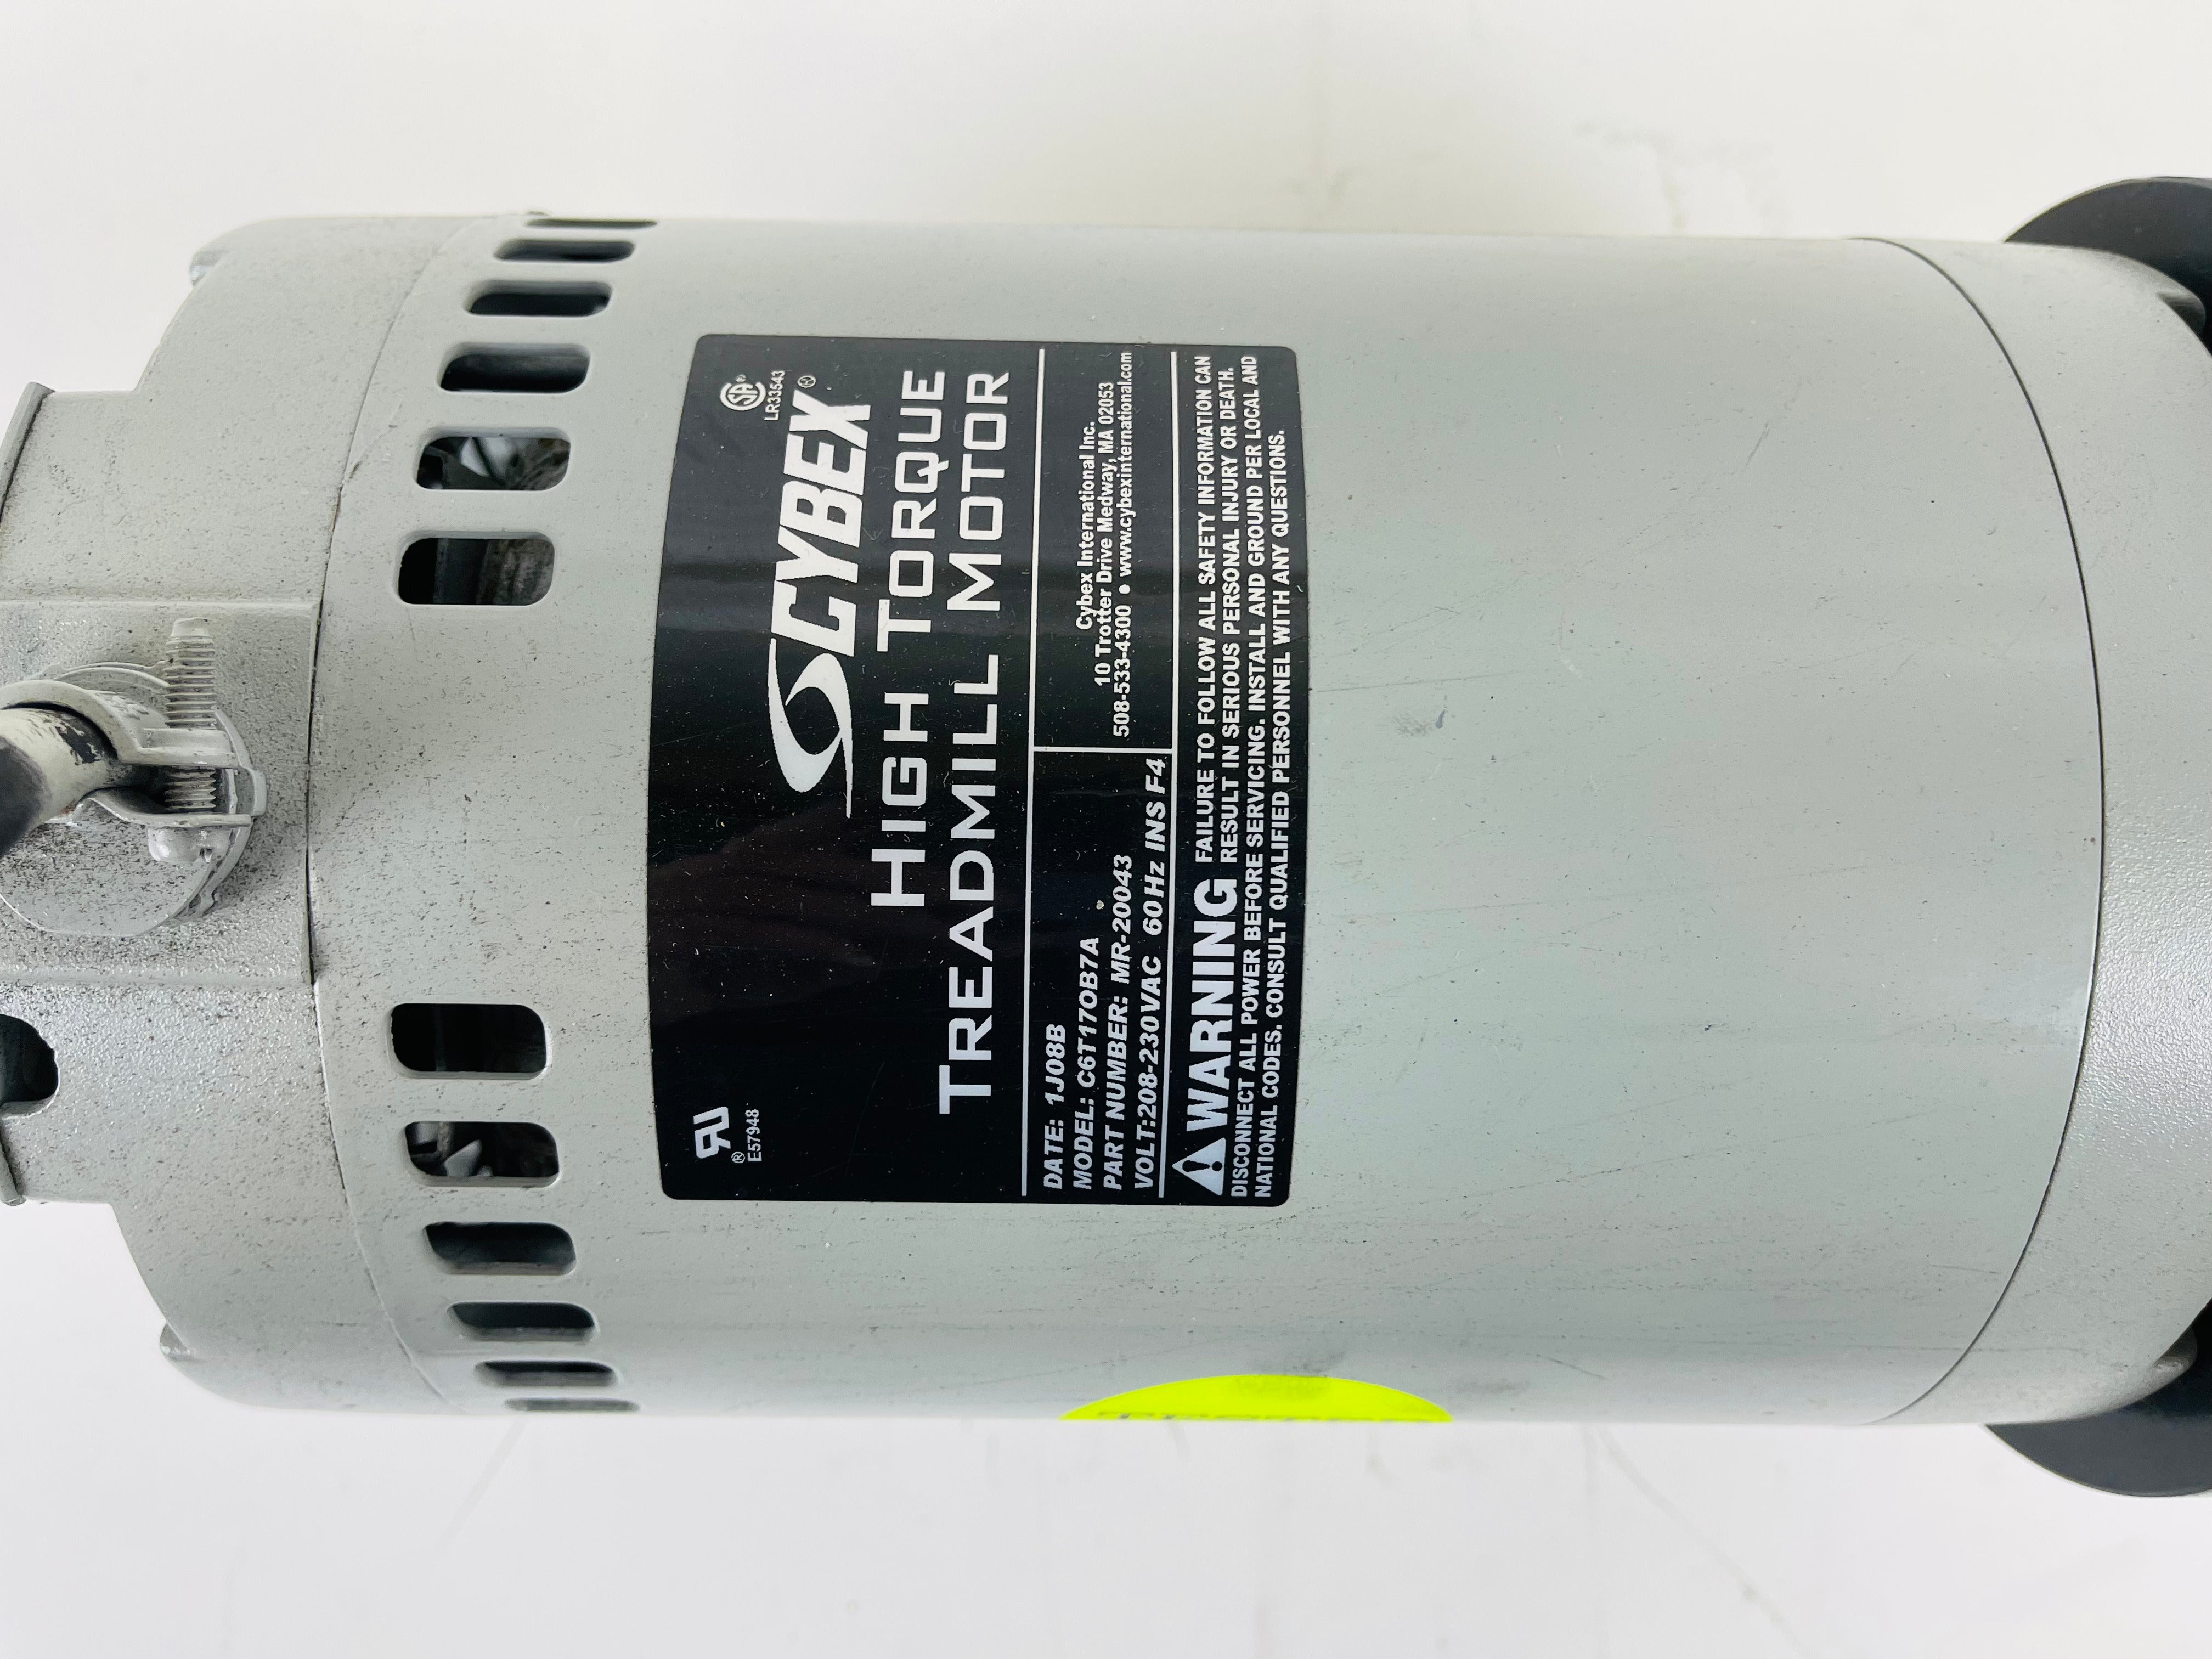 SA®
LR33543
CYBEX®
HIGH TORQUE
TREADMILL MOTOR
®
E57948
DATE: 1J08B
MODEL: C6T17OB7A
PART NUMBER: MR-20043
VOLT:208-230VAC 60Hz INS F4
Cybex International Inc.
10 Trotter Drive Medway, MA 02053
508-533-4300 • www.cybexinternational.com
WARNING FAILURE TO FOLLOW ALL SAFETY INFORMATION CAN
RESULT IN SERIOUS PERSONAL INJURY OR DEATH.
DISCONNECT ALL POWER BEFORE SERVICING. INSTALL AND GROUND PER LOCAL AND
NATIONAL CODES. CONSULT QUALIFIED PERSONNEL WITH ANY QUESTIONS.